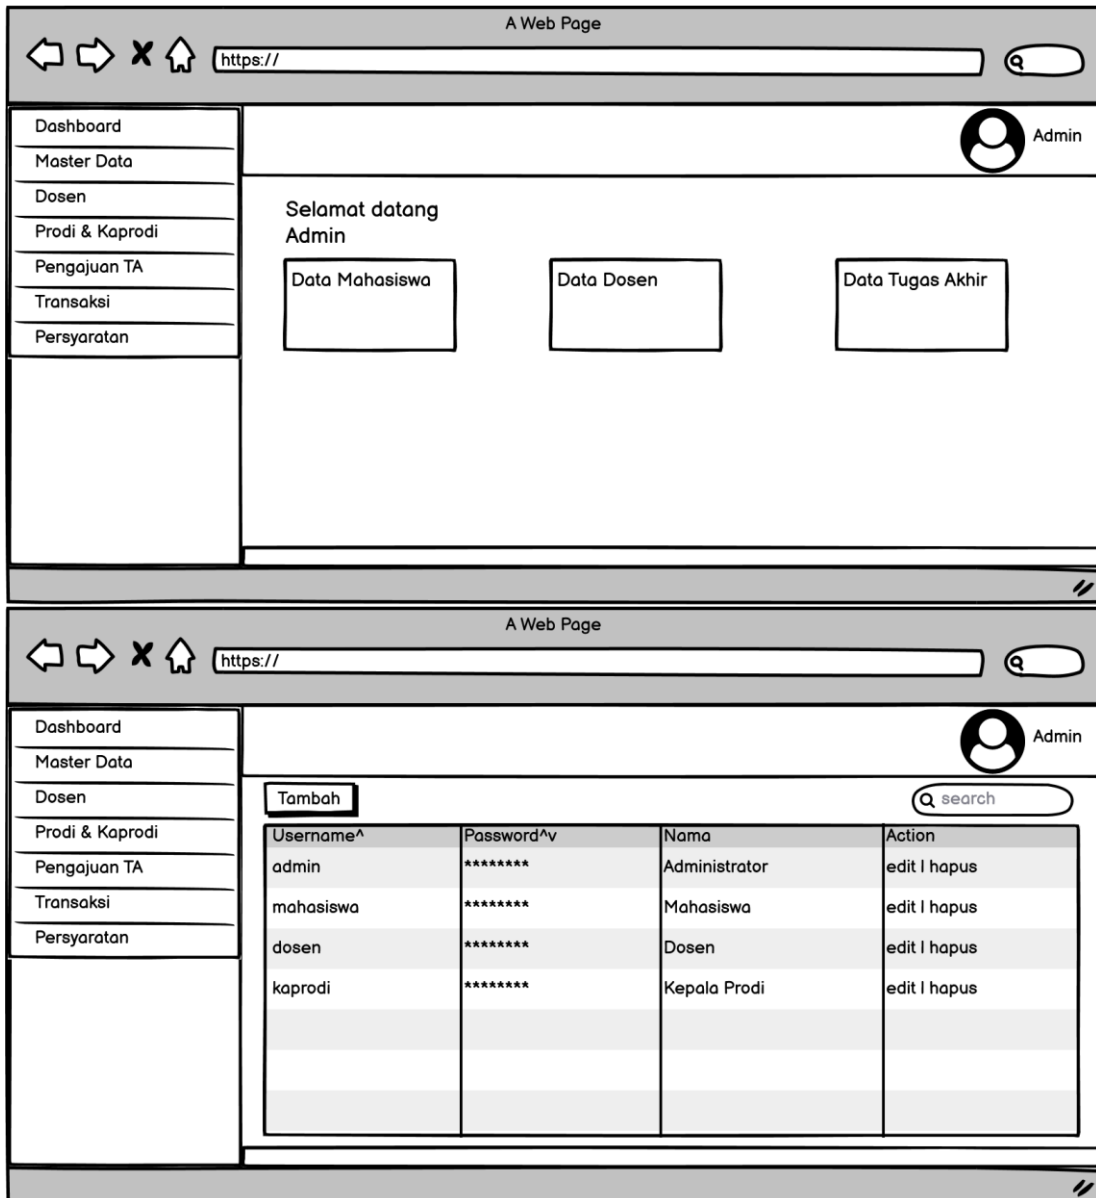 A Web Page
https://
Dashboard
Master Data
Dosen
Prodi & Kaprodi
Pengajuan TA
Transaksi
Persyaratan
Admin
Selamat datang
Admin
Data Mahasiswa
Data Dosen
Data Tugas Akhir
A Web Page
https://
Dashboard
Master Data
Dosen
Prodi & Kaprodi
Pengajuan TA
Transaksi
Persyaratan
Admin
Tambah
search
Username^ Password^v Nama Action
admin ******** Administrator edit | hapus
mahasiswa ******** Mahasiswa edit | hapus
dosen ******** Dosen edit | hapus
kaprodi ******** Kepala Prodi edit | hapus